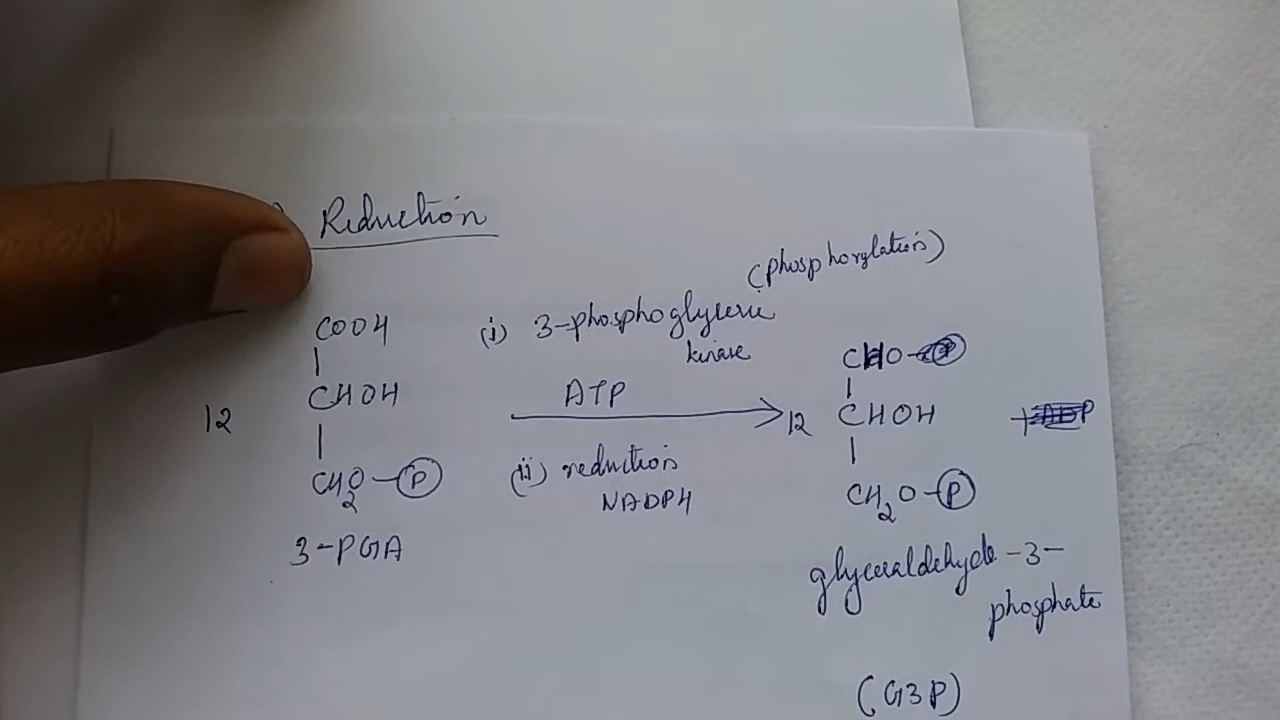 Reduction
(phosphorylation)
COOH
(i) 3-phosphoglyceric
kinase
CHO
CHOH
ATP
12
12 CHOH
(ii) reduction
NADPH
CH2O-P
CH2O-P
3-PGA
glyceraldehyde-3-
phosphate
(G3P)